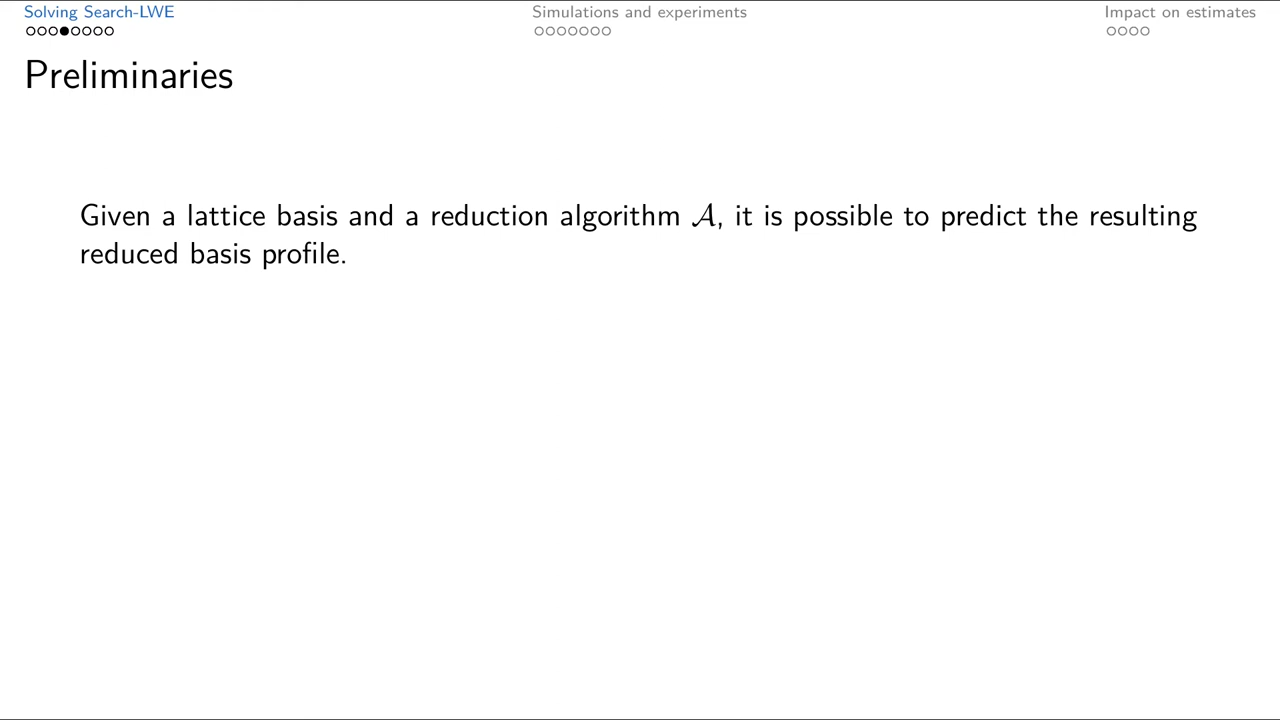 Solving Search-LWE
Simulations and experiments
Impact on estimates
Preliminaries
Given a lattice basis and a reduction algorithm 𝒜, it is possible to predict the resulting
reduced basis profile.